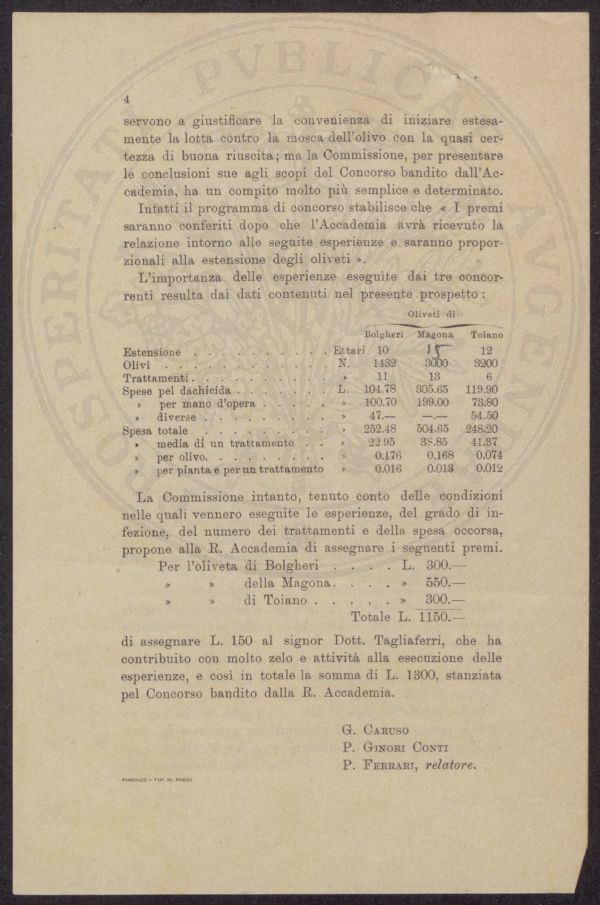 4
servono a giustificare la convenienza di iniziare estesa-
mente la lotta contro la mosca dell'olivo con la quasi cer-
tezza di buona riuscita; ma la Commissione, per presentare
le conclusioni sue agli scopi del Concorso bandito dall'Ac-
cademia, ha un compito molto più semplice e determinato.
Infatti il programma di concorso stabilisce che « I premi
saranno conferiti dopo che l'Accademia avrà ricevuto la
relazione intorno alle seguite esperienze e saranno propor-
zionali alla estensione degli oliveti ».
L'importanza delle esperienze eseguite dai tre concor-
renti resulta dai dati contenuti nel presente prospetto :
Oliveti di
Bolgheri Magona Toiano
Estensione . . . . . . . . . . Ettari 10 15 12
Olivi . . . . . . . . . . . . N. 1432 3000 3200
Trattamenti . . . . . . . . . . » 11 13 6
Spese pel dachicida . . . . . . . L. 104.78 305.65 119.90
» per mano d'opera . . . . . » 100.70 199.00 73.80
» diverse . . . . . . . . . » 47.— —.— 54.50
Spesa totale . . . . . . . . . » 252.48 504.65 248.20
» media di un trattamento . . » 22 95 38.85 41.37
» per olivo. . . . . . . . . » 0.176 0.168 0.074
» per pianta e per un trattamento » 0.016 0.013 0.012
La Commissione intanto, tenuto conto delle condizioni
nelle quali vennero eseguite le esperienze, del grado di in-
fezione, del numero dei trattamenti e della spesa occorsa,
propone alla R. Accademia di assegnare i seguenti premi.
Per l'oliveta di Bolgheri . . . . L. 300.—
» » della Magona. . . . » 550.—
» » di Toiano . . . . . » 300.—
Totale L. 1150.—
di assegnare L. 150 al signor Dott. Tagliaferri, che ha
contribuito con molto zelo e attività alla esecuzione delle
esperienze, e così in totale la somma di L. 1300, stanziata
pel Concorso bandito dalla R. Accademia.
G. Caruso
P. Ginori Conti
P. Ferrari, relatore.
FIRENZE - TIP. M. RICCI
PROSPERITATI PVBLICAE AVGENDAE